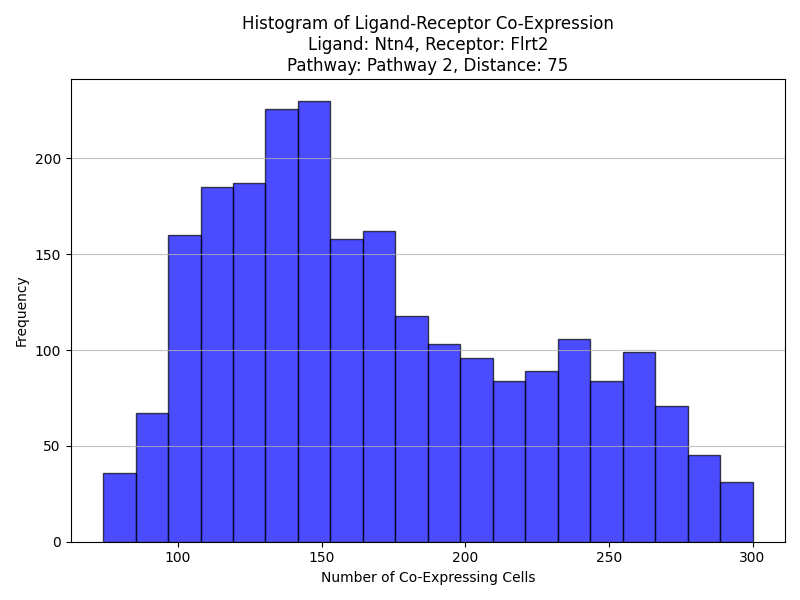 Histogram of Ligand-Receptor Co-Expression
Ligand: Ntn4, Receptor: Flrt2
Pathway: Pathway 2, Distance: 75
Frequency
200
150
100
50
0
100 150 200 250 300
Number of Co-Expressing Cells